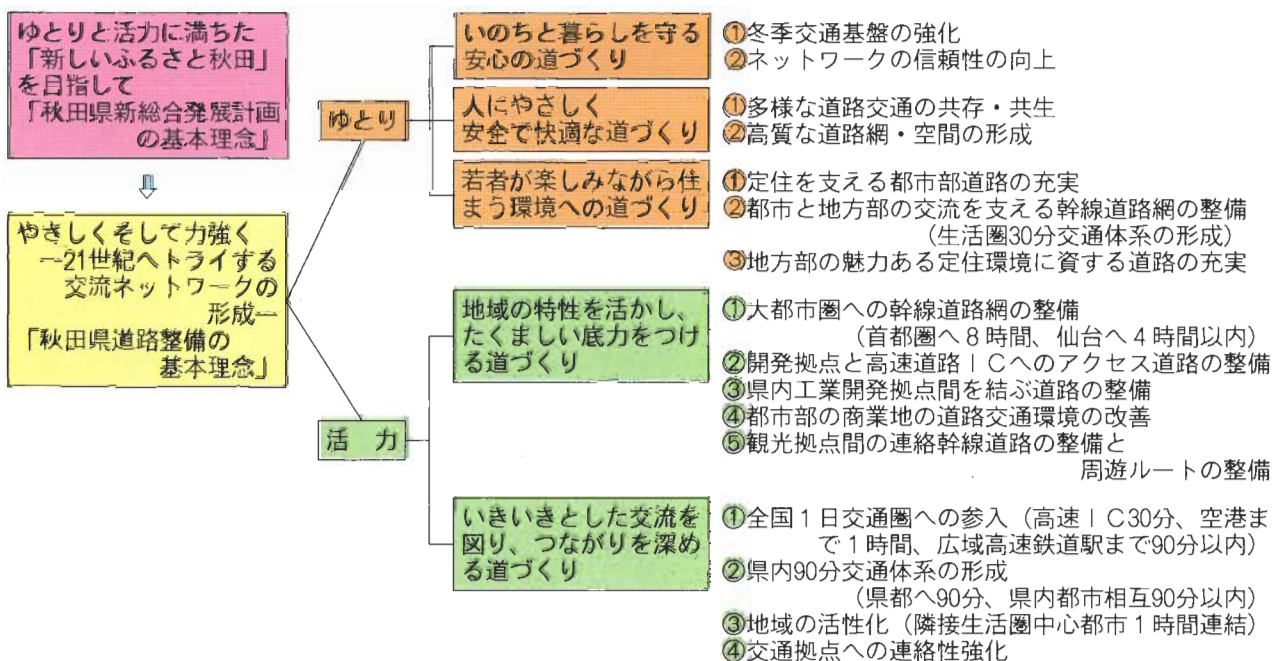 ゆとりと活力に満ちた
「新しいふるさと秋田」
を目指して
「秋田県新総合発展計画
の基本理念」
やさしくそして力強く
―21世紀へトライする
交流ネットワークの
形成―
「秋田県道路整備の
基本理念」
ゆとり
いのちと暮らしを守る
安心の道づくり
①冬季交通基盤の強化
②ネットワークの信頼性の向上
人にやさしく
安全で快適な道づくり
①多様な道路交通の共存・共生
②高質な道路網・空間の形成
若者が楽しみながら住
まう環境への道づくり
①定住を支える都市部道路の充実
②都市と地方部の交流を支える幹線道路網の整備
(生活圏30分交通体系の形成)
③地方部の魅力ある定住環境に資する道路の充実
活 力
地域の特性を活かし、
たくましい底力をつけ
る道づくり
①大都市圏への幹線道路網の整備
(首都圏へ8時間、仙台へ4時間以内)
②開発拠点と高速道路ICへのアクセス道路の整備
③県内工業開発拠点間を結ぶ道路の整備
④都市部の商業地の道路交通環境の改善
⑤観光拠点間の連絡幹線道路の整備と
周遊ルートの整備
いきいきとした交流を
図り、つながりを深め
る道づくり
①全国1日交通圏への参入(高速IC30分、空港ま
で1時間、広域高速鉄道駅まで90分以内)
②県内90分交通体系の形成
(県都へ90分、県内都市相互90分以内)
③地域の活性化(隣接生活圏中心都市1時間連結)
④交通拠点への連絡性強化